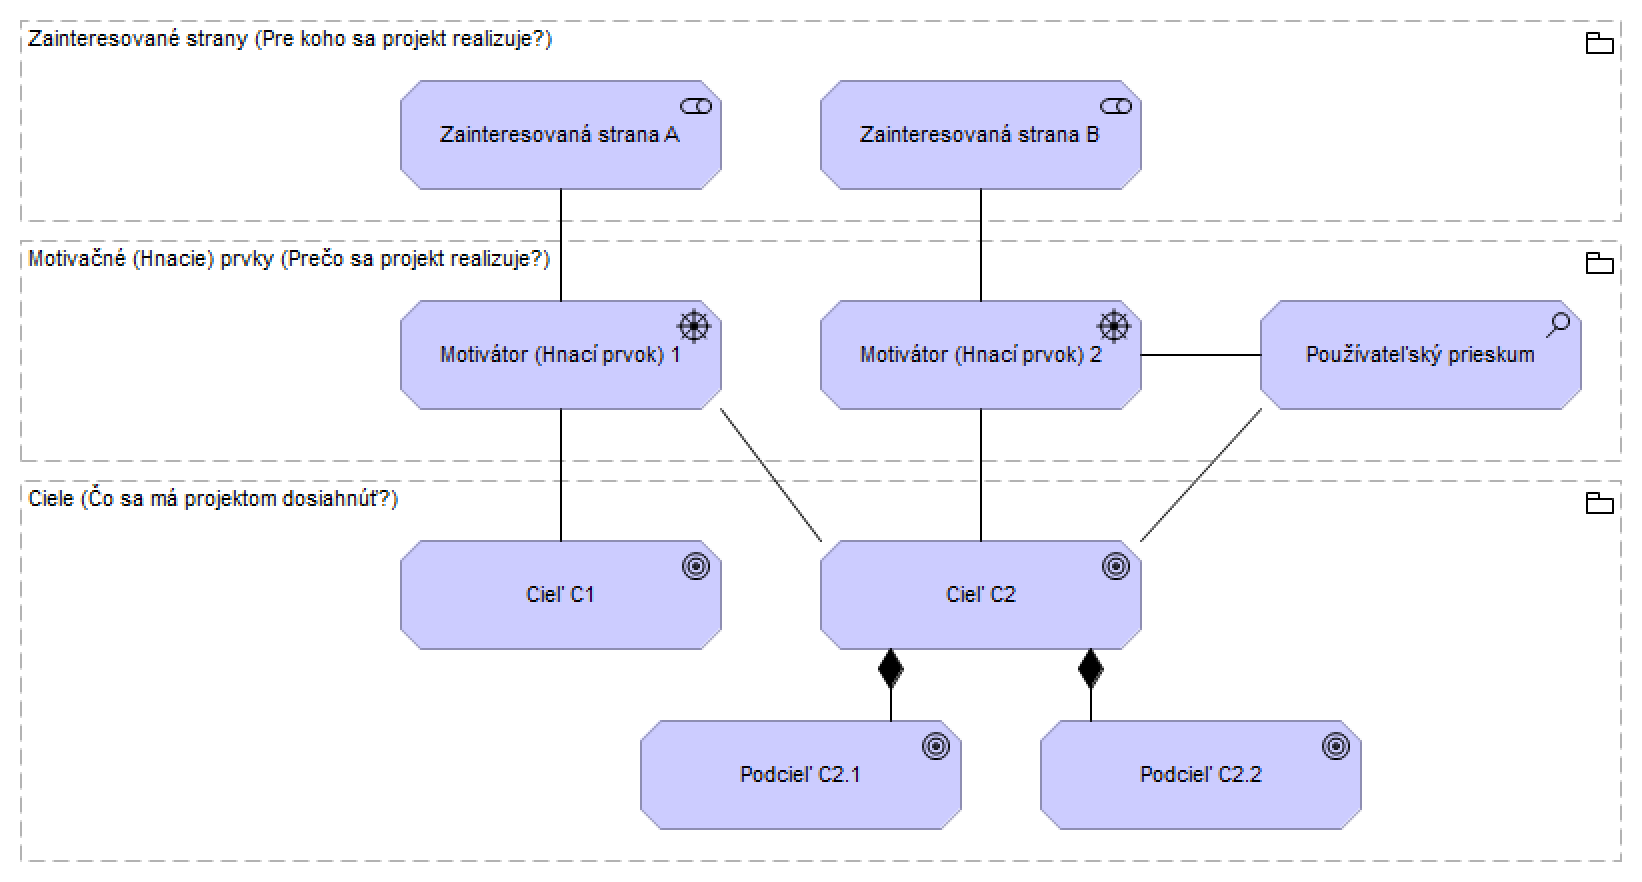 Zainteresované strany (Pre koho sa projekt realizuje?)
Zainteresovaná strana A
Zainteresovaná strana B
Motivačné (Hnacie) prvky (Prečo sa projekt realizuje?)
Motivátor (Hnací prvok) 1
Motivátor (Hnací prvok) 2
Používateľský prieskum
Ciele (Čo sa má projektom dosiahnúť?)
Cieľ C1
Cieľ C2
Podcieľ C2.1
Podcieľ C2.2